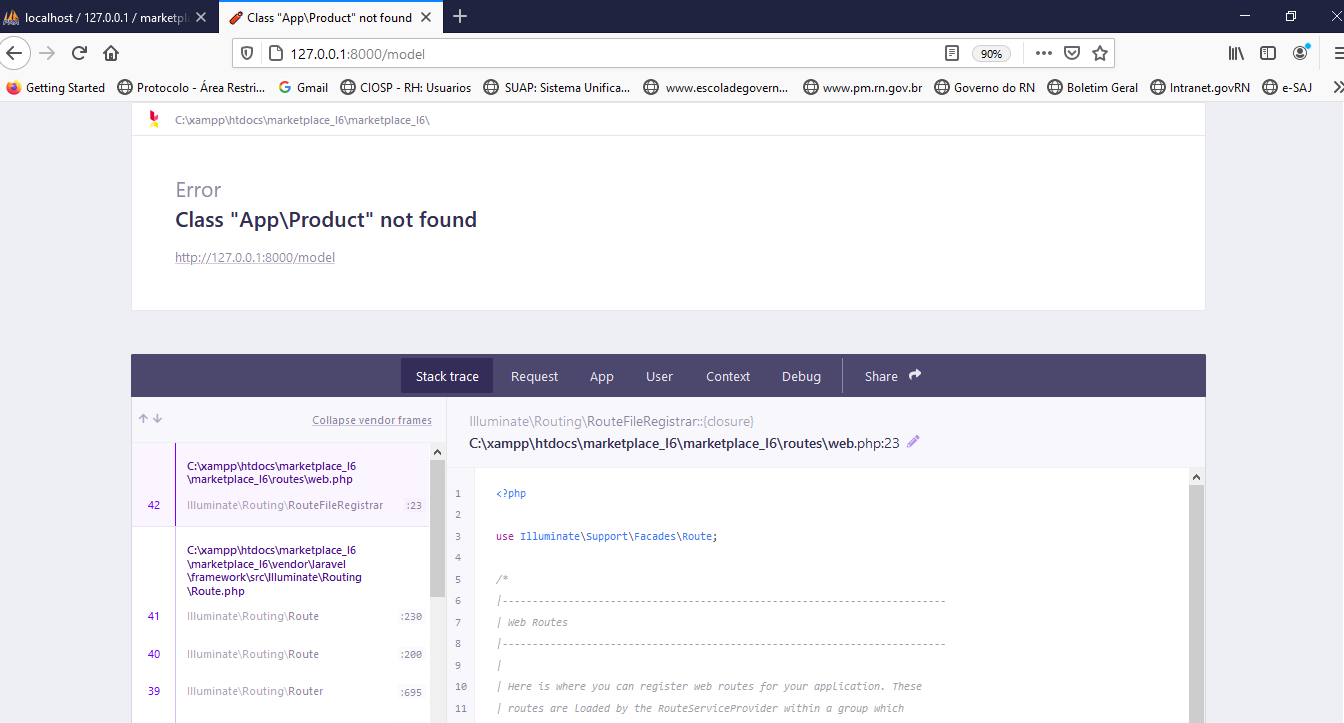 localhost / 127.0.0.1 / marketpl
Class "App\Product" not found
127.0.0.1:8000/model
90%
Getting Started
Protocolo - Área Restri...
Gmail
CIOSP - RH: Usuarios
SUAP: Sistema Unifica...
www.escoladegovern...
www.pm.rn.gov.br
Governo do RN
Boletim Geral
Intranet.govRN
e-SAJ
C:\xampp\htdocs\marketplace_l6\marketplace_l6\
Error
Class "App\Product" not found
http://127.0.0.1:8000/model
Stack trace
Request
App
User
Context
Debug
Share
Collapse vendor frames
C:\xampp\htdocs\marketplace_l6
\marketplace_l6\routes\web.php
42 Illuminate\Routing\RouteFileRegistrar :23
C:\xampp\htdocs\marketplace_l6
\marketplace_l6\vendor\laravel
\framework\src\Illuminate\Routing
\Route.php
41 Illuminate\Routing\Route :230
40 Illuminate\Routing\Route :200
39 Illuminate\Routing\Router :695
Illuminate\Routing\RouteFileRegistrar::{closure}
C:\xampp\htdocs\marketplace_l6\marketplace_l6\routes\web.php:23
1 <?php
2
3 use Illuminate\Support\Facades\Route;
4
5 /*
6 |--------------------------------------------------------------------------
7 | Web Routes
8 |--------------------------------------------------------------------------
9 |
10 | Here is where you can register web routes for your application. These
11 | routes are loaded by the RouteServiceProvider within a group which